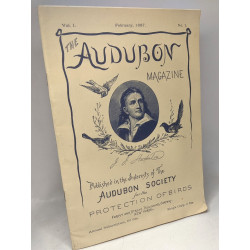 Vol. 1. February, 1887. No. 1.
THE
AUDUBON
MAGAZINE
Published in the Interests of The
AUDUBON SOCIETY
for the
PROTECTION OF BIRDS.